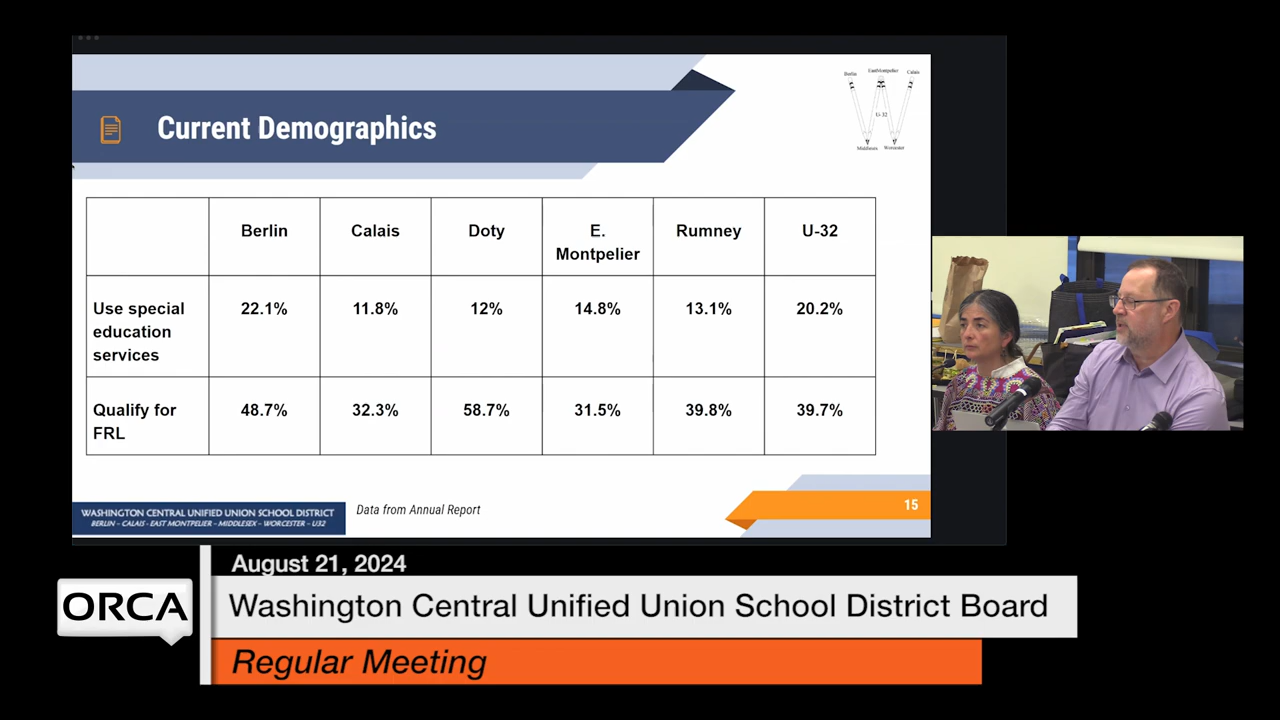 Current Demographics
Berlin
EastMontpelier
Calais
U-32
Middlesex
Worcester
Berlin
Calais
Doty
E.
Montpelier
Rumney
U-32
Use special
education
services
22.1%
11.8%
12%
14.8%
13.1%
20.2%
Qualify for
FRL
48.7%
32.3%
58.7%
31.5%
39.8%
39.7%
WASHINGTON CENTRAL UNIFIED UNION SCHOOL DISTRICT
BERLIN – CALAIS - EAST MONTPELIER – MIDDLESEX – WORCESTER – U32
Data from Annual Report
15
August 21, 2024
ORCA
Washington Central Unified Union School District Board
Regular Meeting